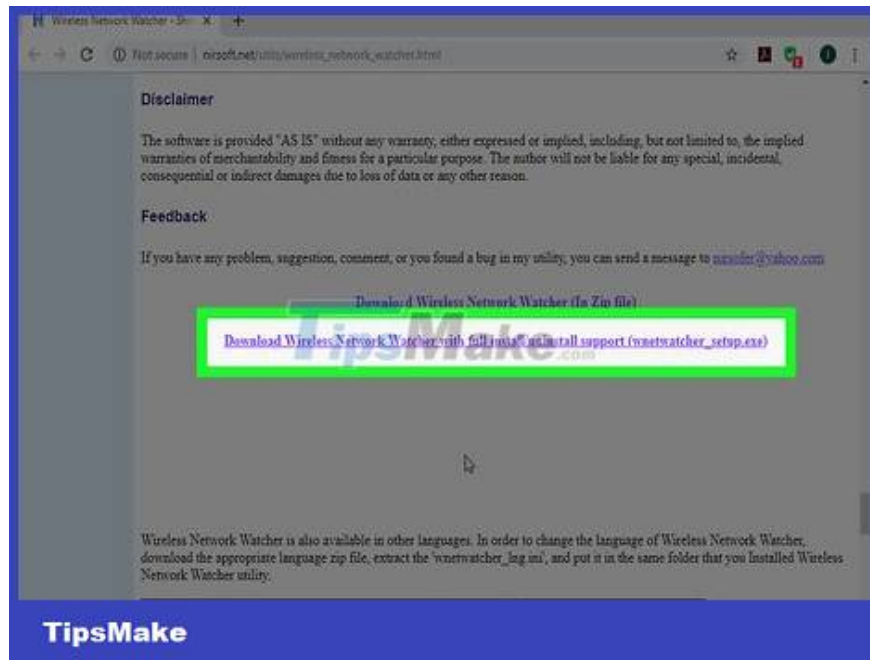 Wireless Network Watcher - Sh
Not secure | nirsoft.net/utils/wireless_network_watcher.html
Disclaimer
The software is provided "AS IS" without any warranty, either expressed or implied, including, but not limited to, the implied
warranties of merchantability and fitness for a particular purpose. The author will not be liable for any special, incidental,
consequential or indirect damages due to loss of data or any other reason.
Feedback
If you have any problem, suggestion, comment, or you found a bug in my utility, you can send a message to nirsofer@yahoo.com
Download Wireless Network Watcher (In Zip file)
Download Wireless Network Watcher with full install/uninstall support (wnetwatcher_setup.exe)
TipsMake.com
Wireless Network Watcher is also available in other languages. In order to change the language of Wireless Network Watcher,
download the appropriate language zip file, extract the 'wnetwatcher_lng.ini', and put it in the same folder that you Installed Wireless
Network Watcher utility.
TipsMake